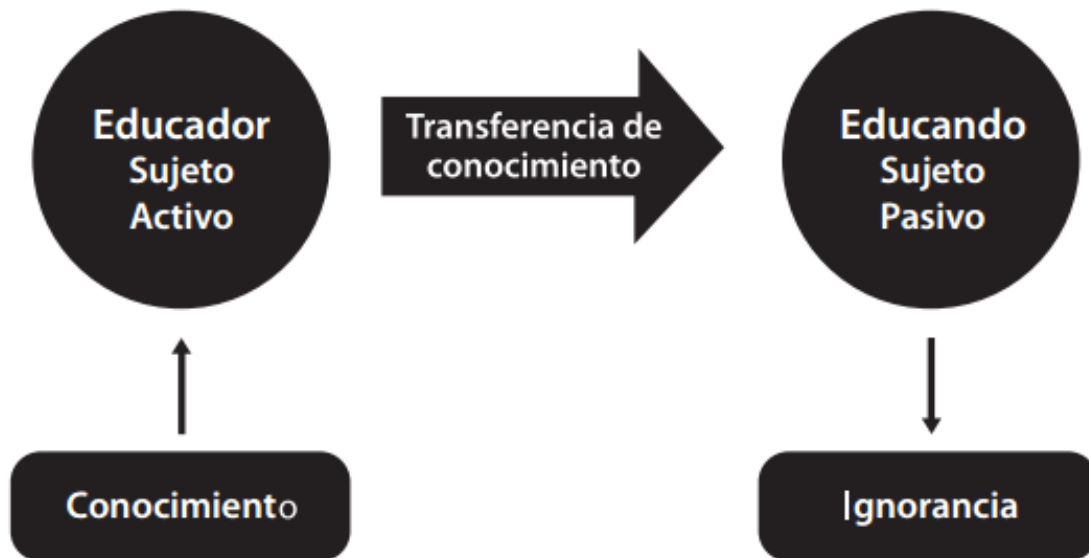 Educador
Sujeto
Activo
Transferencia de
conocimiento
Educando
Sujeto
Pasivo
Conocimiento
Ignorancia